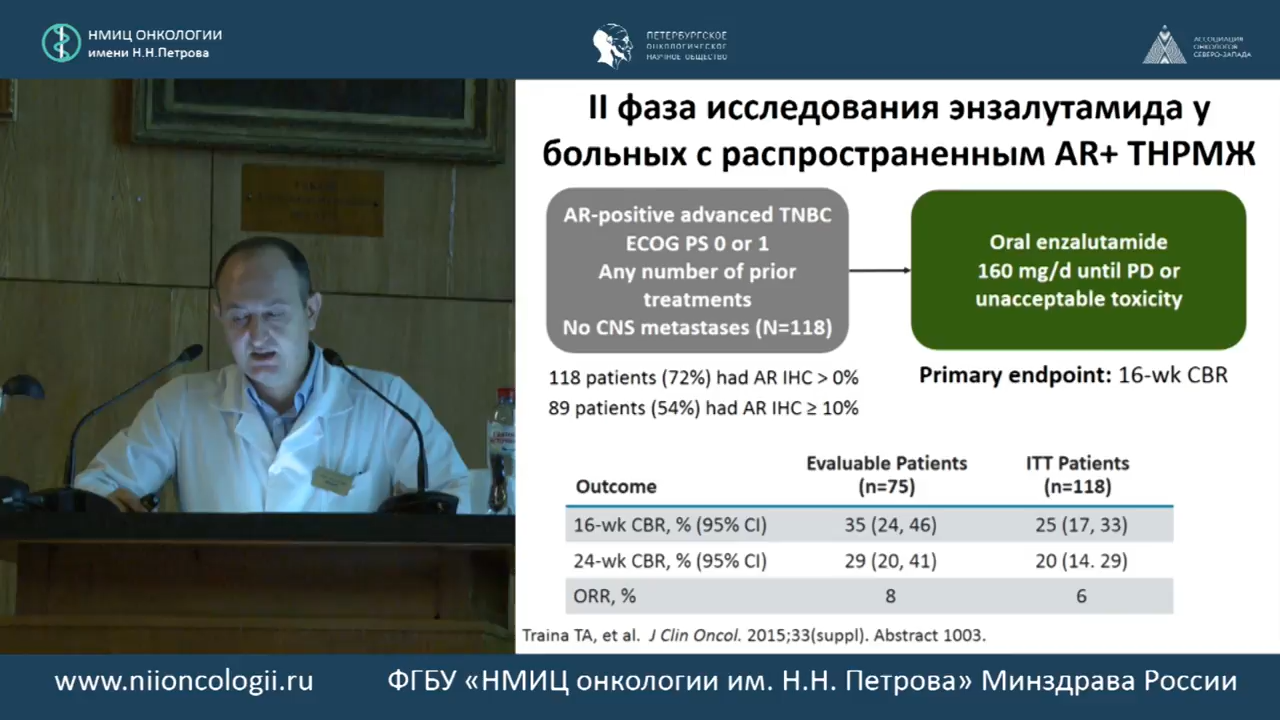 НМИЦ ОНКОЛОГИИ
имени Н.Н.Петрова
ПЕТЕРБУРГСКОЕ
ОНКОЛОГИЧЕСКОЕ
НАУЧНОЕ ОБЩЕСТВО
АССОЦИАЦИЯ
ОНКОЛОГОВ
СЕВЕРО-ЗАПАДА
II фаза исследования энзалутамида у
больных с распространенным AR+ ТНРМЖ
AR-positive advanced TNBC
ECOG PS 0 or 1
Any number of prior
treatments
No CNS metastases (N=118)
Oral enzalutamide
160 mg/d until PD or
unacceptable toxicity
118 patients (72%) had AR IHC > 0%
89 patients (54%) had AR IHC ≥ 10%
Primary endpoint: 16-wk CBR
Outcome Evaluable Patients (n=75) ITT Patients (n=118)
16-wk CBR, % (95% CI) 35 (24, 46) 25 (17, 33)
24-wk CBR, % (95% CI) 29 (20, 41) 20 (14. 29)
ORR, % 8 6
Traina TA, et al. J Clin Oncol. 2015;33(suppl). Abstract 1003.
www.niioncologii.ru
ФГБУ «НМИЦ онкологии им. Н.Н. Петрова» Минздрава России